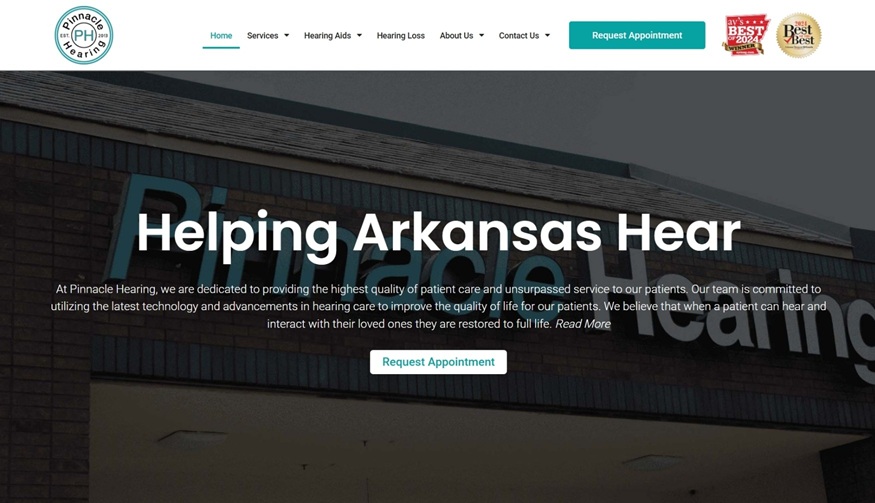 Pinnacle
EST. PH 2015
Hearing
Home Services Hearing Aids Hearing Loss About Us Contact Us Request Appointment
BEST
OF 2024
WINNER
2024
Best
of the
Best
Pinnacle Hearing
Helping Arkansas Hear
At Pinnacle Hearing, we are dedicated to providing the highest quality of patient care and unsurpassed service to our patients. Our team is committed to
utilizing the latest technology and advancements in hearing care to improve the quality of life for our patients. We believe that when a patient can hear and
interact with their loved ones they are restored to full life. Read More
Request Appointment